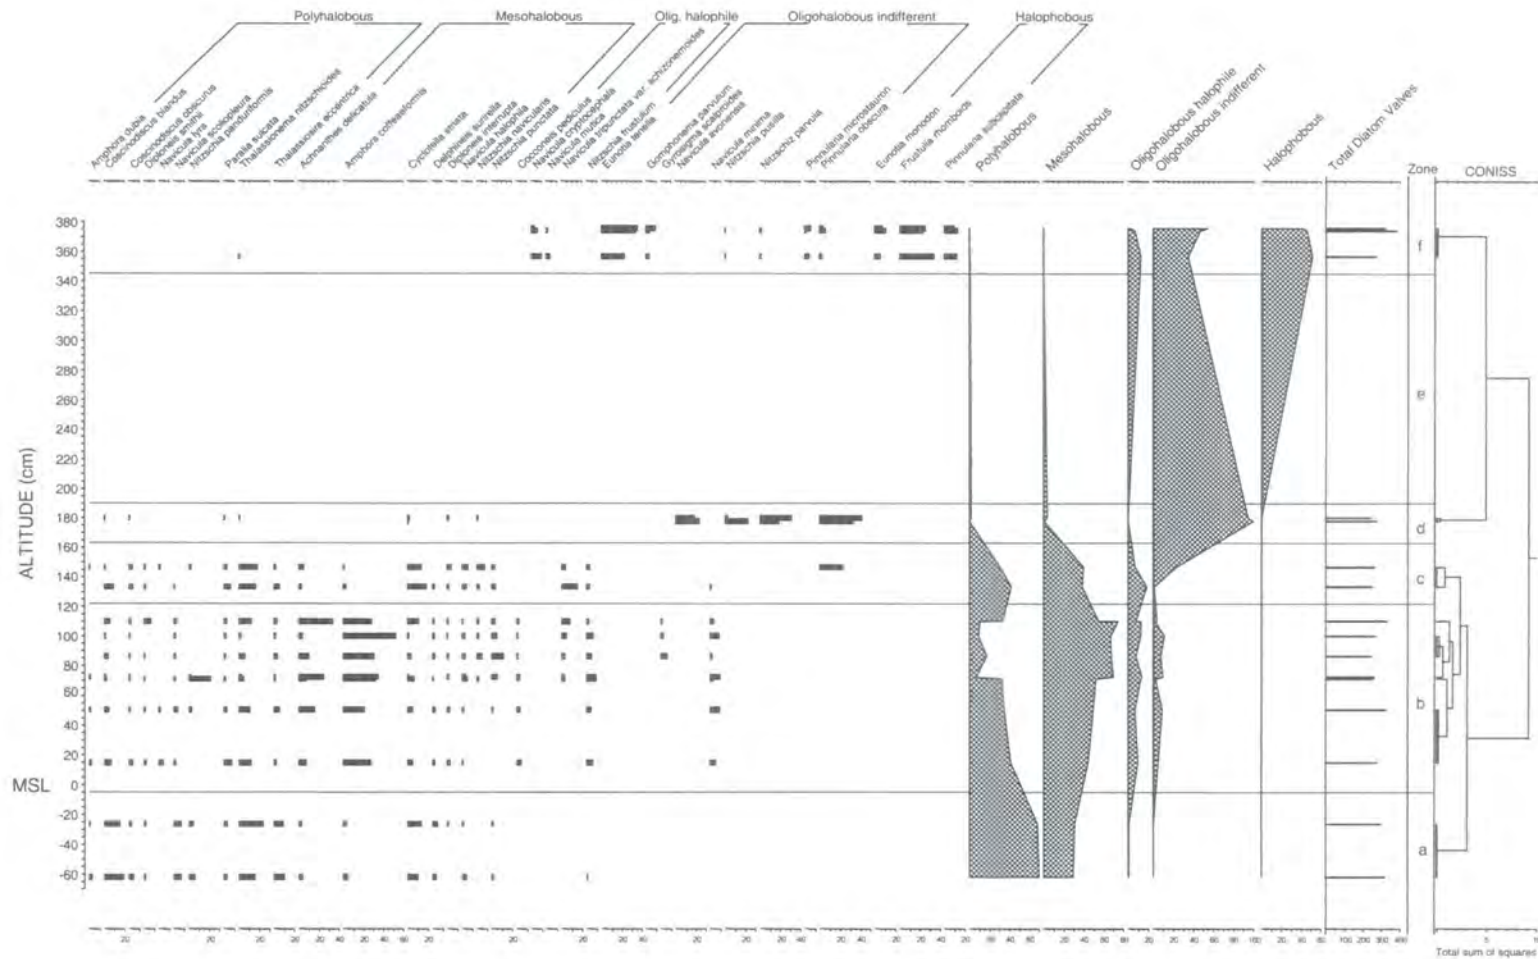 Polyhalobous
Mesohalobous
Olig. halophile
Oligohalobous indifferent
Halophobous
Amphora dubia
Coscinodiscus blandus
Coscinodiscus obscurus
Diploneis smithii
Navicula lyra
Navicula scoliopleura
Nitzschia panduriformis
Paralia sulcata
Thalassionema nitzschioides
Thalassiosira eccentrica
Achnanthes delicatula
Amphora coffeaeformis
Cyclotella striata
Delphineis surirella
Diploneis interrupta
Navicula halophila
Nitzschia navicularis
Nitzschia punctata
Cocconeis pediculus
Navicula cryptocephala
Navicula mutica
Navicula tripunctata var. schizonemoides
Nitzschia frustulum
Eunotia tenella
Gomphonema parvulum
Gyrosigma scalproides
Navicula avonensis
Navicula minima
Nitzschia pusilla
Nitzschiz parvula
Pinnularia microstauron
Pinnularia obscura
Eunotia monodon
Frustulia rhomboids
Pinnularia subcapitata
Polyhalobous
Mesohalobous
Oligohalobous halophile
Oligohalobous indifferent
Halophobous
Total Diatom Valves
Zone
CONISS
ALTITUDE (cm)
380
360
340
320
300
280
260
240
220
200
180
160
140
120
100
80
60
40
20
MSL 0
-20
-40
-60
f
e
d
c
b
a
Total sum of squares